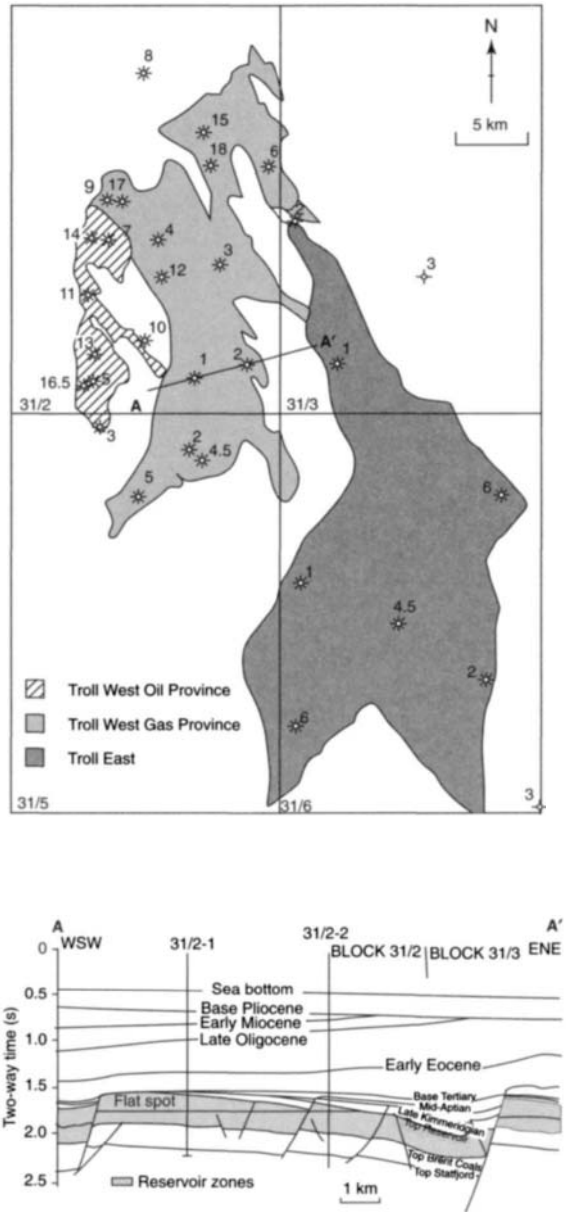 8
N
5 km
15
18
6
9
17
14
7
4
3
3
12
11
10
13
A′
1
2
1
16.5
5
31/2
A
31/3
3
2
4.5
5
6
1
4.5
2
6
Troll West Oil Province
Troll West Gas Province
Troll East
31/5
31/6
3
A
A′
WSW
31/2-1
31/2-2
BLOCK 31/2
BLOCK 31/3
ENE
0
Sea bottom
0.5
Base Pliocene
Early Miocene
Late Oligocene
1.0
Early Eocene
1.5
Base Tertiary
Mid-Aptian
Flat spot
Late Kimmeridgian
Top Reservoir
2.0
Top Brent Coals
Top Statfjord
2.5
Two-way time (s)
Reservoir zones
1 km